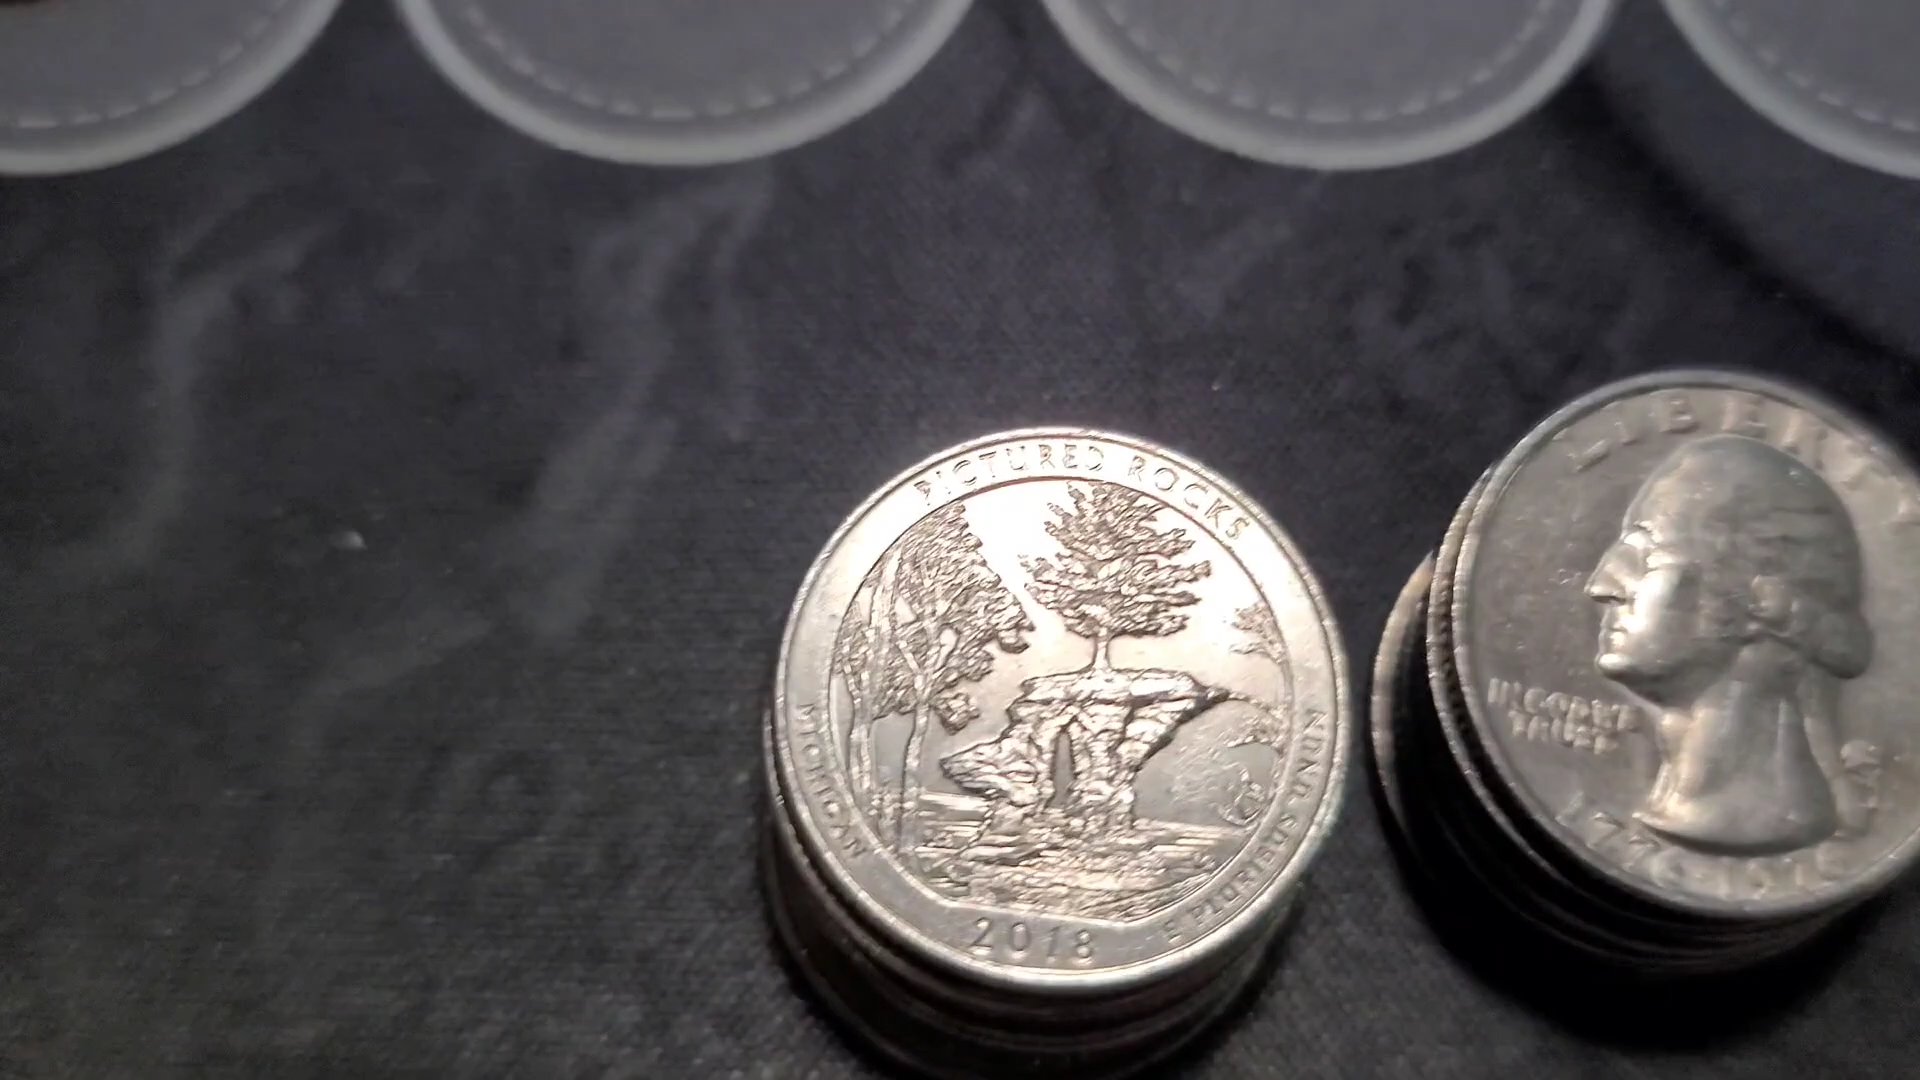 PICTURED ROCKS
MICHIGAN
2018
E PLURIBUS UNUM
LIBERTY
IN GOD WE
TRUST
1776-1976